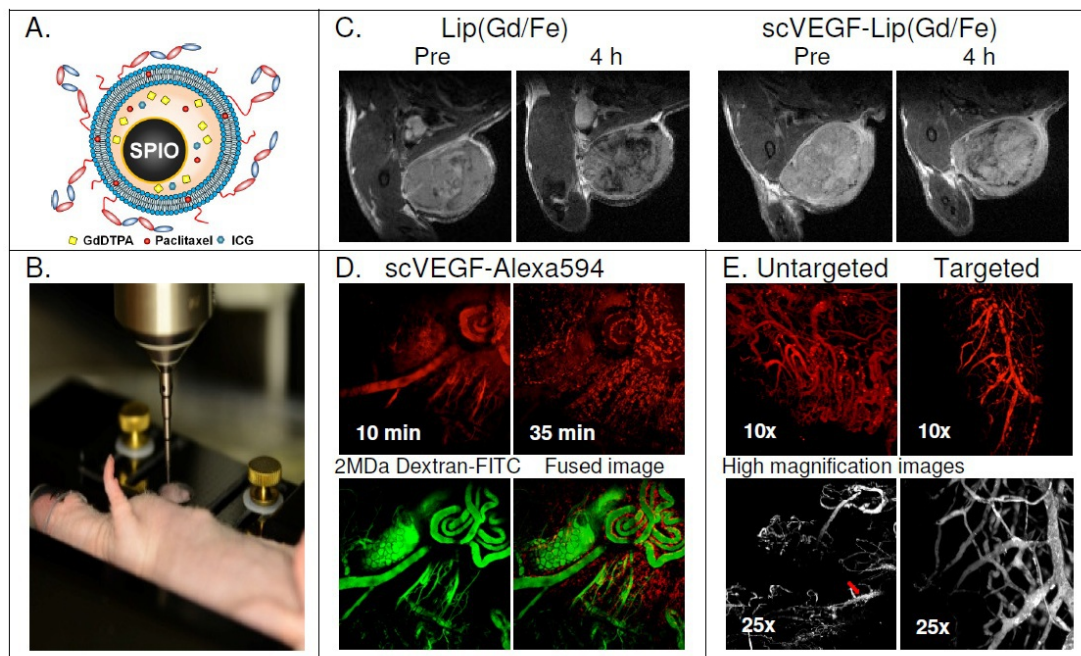 A.
SPIO
GdDTPA Paclitaxel ICG
B.
C.
Lip(Gd/Fe)
scVEGF-Lip(Gd/Fe)
Pre
4 h
Pre
4 h
D. scVEGF-Alexa594
10 min
35 min
2MDa Dextran-FITC
Fused image
E. Untargeted
Targeted
10x
10x
High magnification images
25x
25x